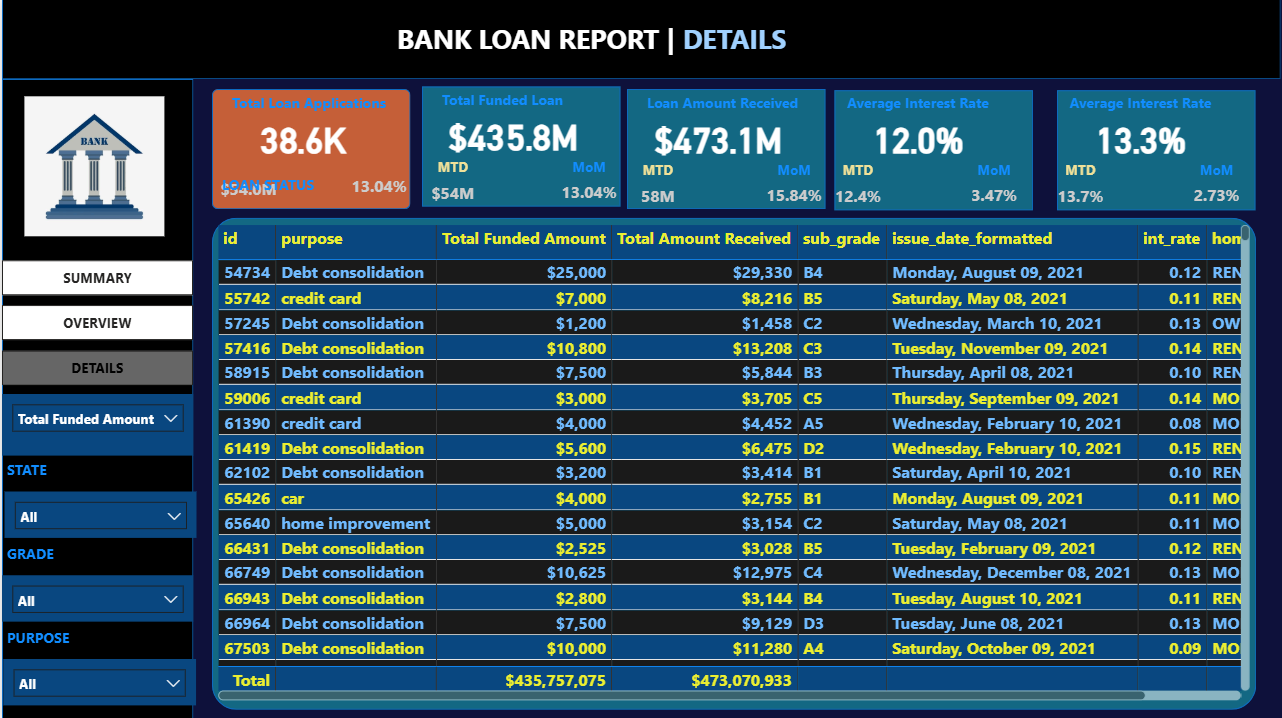 BANK LOAN REPORT | DETAILS
BANK
SUMMARY
OVERVIEW
DETAILS
Total Funded Amount
STATE
All
GRADE
All
PURPOSE
All
Total Loan Applications
38.6K
LOAN STATUS
$54.0M 13.04%
Total Funded Loan
$435.8M
MTD MoM
$54M 13.04%
Loan Amount Received
$473.1M
MTD MoM
58M 15.84%
Average Interest Rate
12.0%
MTD MoM
12.4% 3.47%
Average Interest Rate
13.3%
MTD MoM
13.7% 2.73%
id purpose Total Funded Amount Total Amount Received sub_grade issue_date_formatted int_rate hom
54734 Debt consolidation $25,000 $29,330 B4 Monday, August 09, 2021 0.12 REN
55742 credit card $7,000 $8,216 B5 Saturday, May 08, 2021 0.11 REN
57245 Debt consolidation $1,200 $1,458 C2 Wednesday, March 10, 2021 0.13 OW
57416 Debt consolidation $10,800 $13,208 C3 Tuesday, November 09, 2021 0.14 REN
58915 Debt consolidation $7,500 $5,844 B3 Thursday, April 08, 2021 0.10 REN
59006 credit card $3,000 $3,705 C5 Thursday, September 09, 2021 0.14 MO
61390 credit card $4,000 $4,452 A5 Wednesday, February 10, 2021 0.08 MO
61419 Debt consolidation $5,600 $6,475 D2 Wednesday, February 10, 2021 0.15 REN
62102 Debt consolidation $3,200 $3,414 B1 Saturday, April 10, 2021 0.10 REN
65426 car $4,000 $2,755 B1 Monday, August 09, 2021 0.11 MO
65640 home improvement $5,000 $3,154 C2 Saturday, May 08, 2021 0.11 MO
66431 Debt consolidation $2,525 $3,028 B5 Tuesday, February 09, 2021 0.12 REN
66749 Debt consolidation $10,625 $12,975 C4 Wednesday, December 08, 2021 0.13 MO
66943 Debt consolidation $2,800 $3,144 B4 Tuesday, August 10, 2021 0.11 REN
66964 Debt consolidation $7,500 $9,129 D3 Tuesday, June 08, 2021 0.13 MO
67503 Debt consolidation $10,000 $11,280 A4 Saturday, October 09, 2021 0.09 MO
Total $435,757,075 $473,070,933